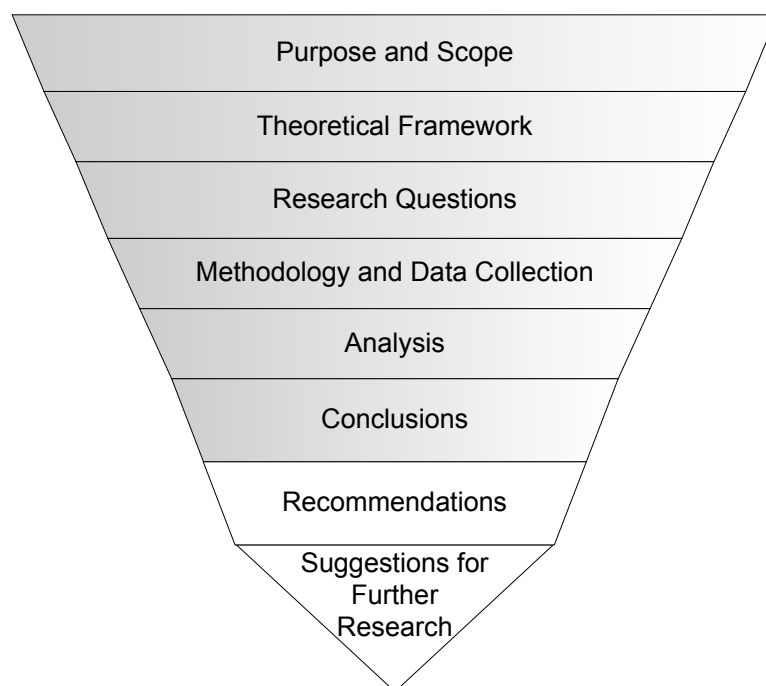 Purpose and Scope
Theoretical Framework
Research Questions
Methodology and Data Collection
Analysis
Conclusions
Recommendations
Suggestions for
Further
Research